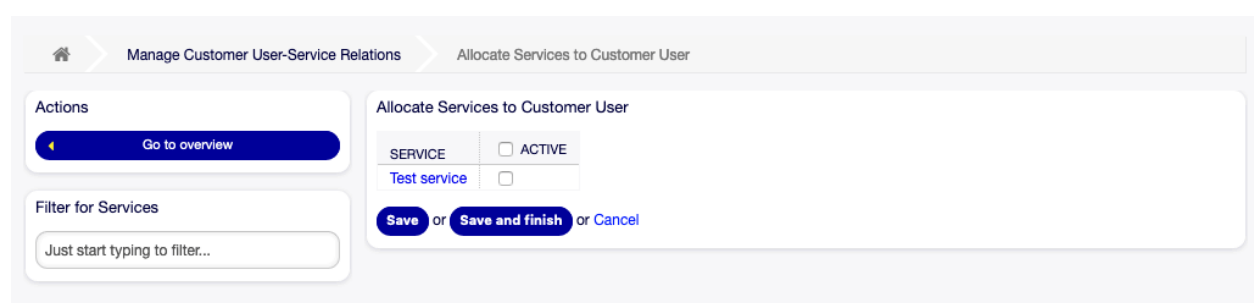 Manage Customer User-Service Relations
Allocate Services to Customer User
Actions
Go to overview
Filter for Services
Just start typing to filter...
Allocate Services to Customer User
SERVICE ACTIVE
Test service
Save or Save and finish or Cancel